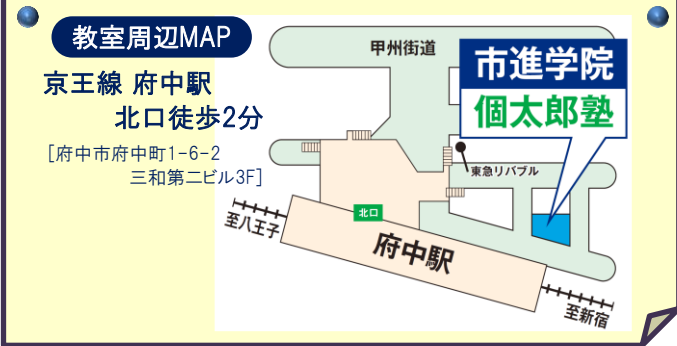 教室周辺MAP
京王線 府中駅
北口徒歩2分
[府中市府中町1-6-2
三和第二ビル3F]
甲州街道
市進学院
個太郎塾
東急リバブル
北口
至八王子
府中駅
至新宿